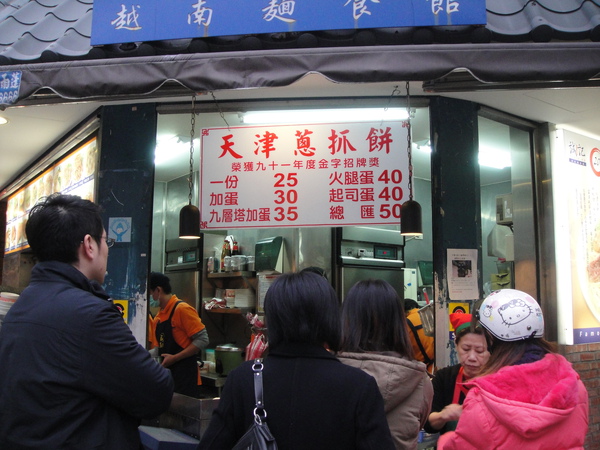 越南麵食館
天津蔥抓餅
榮獲九十一年度金字招牌獎
一份 25 火腿蛋 40
加蛋 30 起司蛋 40
九層塔加蛋 35 總匯 50